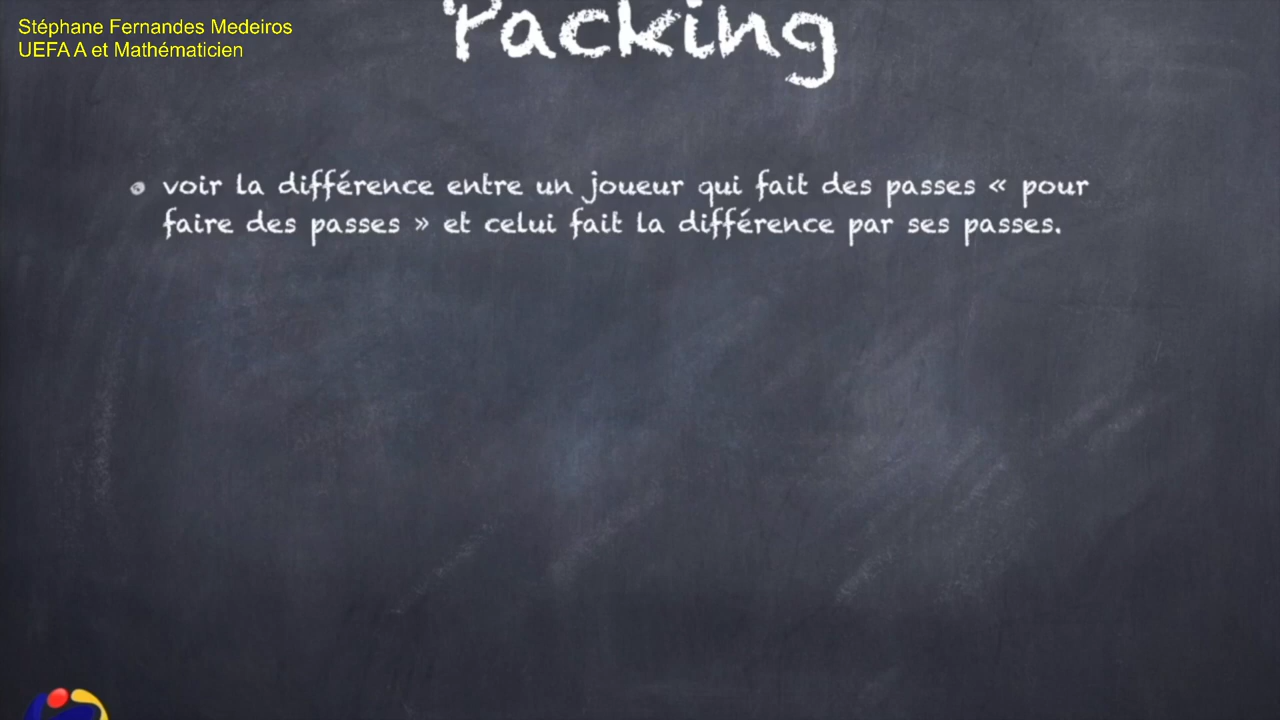 Stéphane Fernandes Medeiros
UEFA A et Mathématicien
Packing
voir la différence entre un joueur qui fait des passes « pour
faire des passes » et celui fait la différence par ses passes.